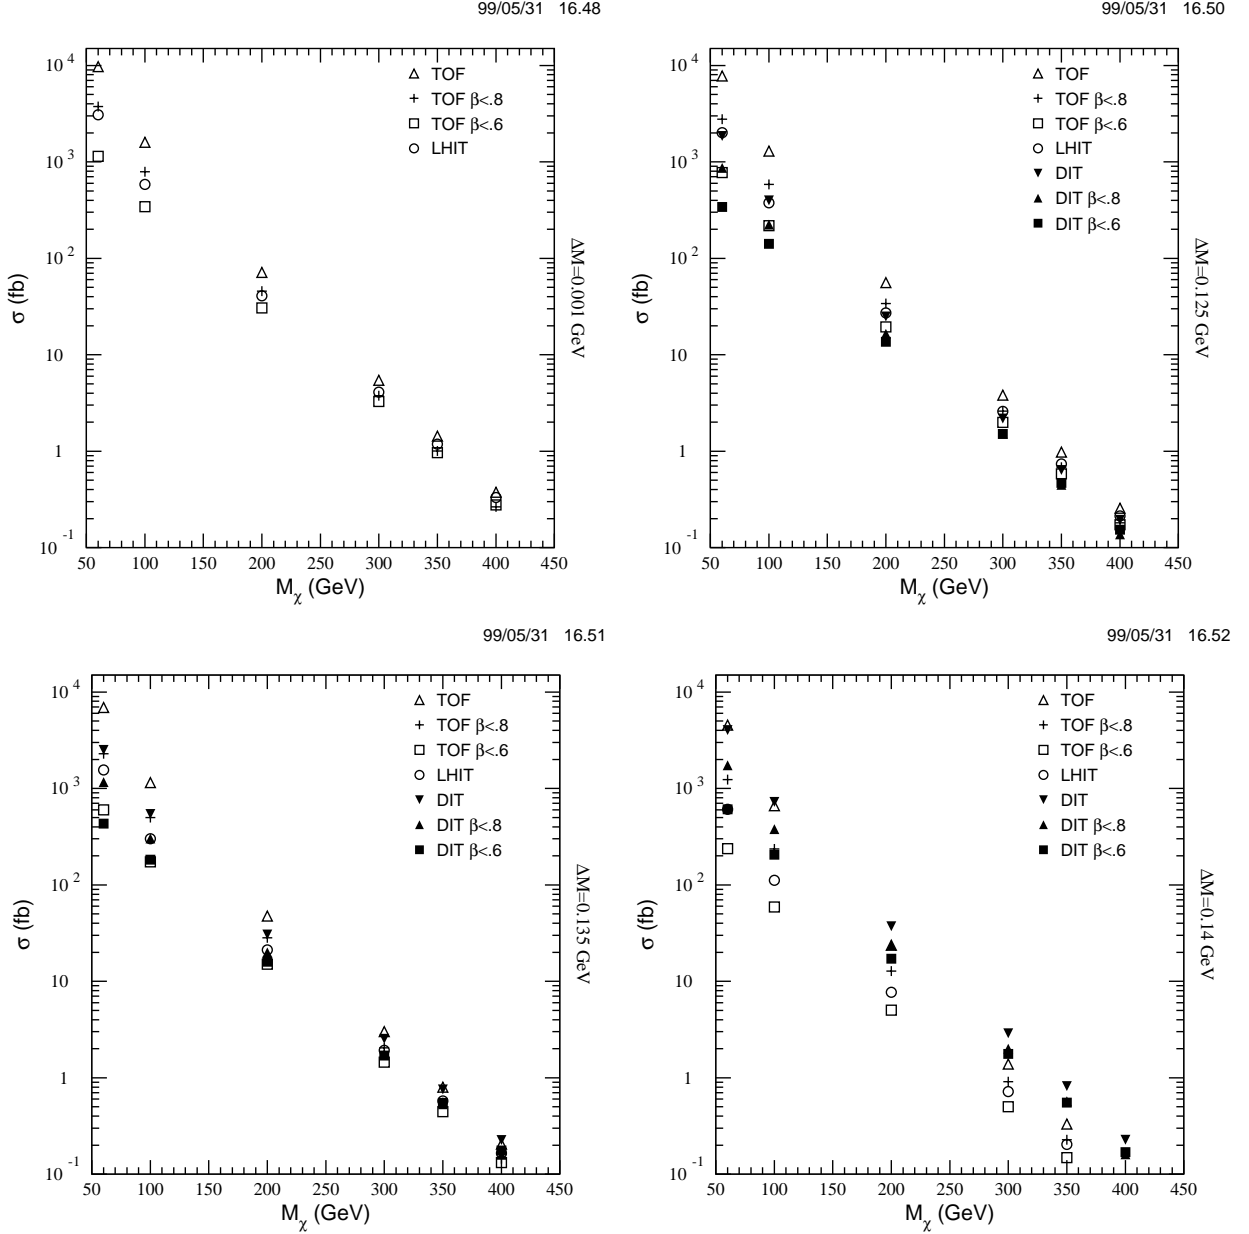 99/05/31 16.48
10^4
10^3
10^2
10
1
10^-1
σ (fb)
△ TOF
+ TOF β<.8
□ TOF β<.6
○ LHIT
ΔM=0.001 GeV
50 100 150 200 250 300 350 400 450
M_χ (GeV)
99/05/31 16.50
10^4
10^3
10^2
10
1
10^-1
σ (fb)
△ TOF
+ TOF β<.8
□ TOF β<.6
○ LHIT
▼ DIT
▲ DIT β<.8
■ DIT β<.6
ΔM=0.125 GeV
50 100 150 200 250 300 350 400 450
M_χ (GeV)
99/05/31 16.51
10^4
10^3
10^2
10
1
10^-1
σ (fb)
△ TOF
+ TOF β<.8
□ TOF β<.6
○ LHIT
▼ DIT
▲ DIT β<.8
■ DIT β<.6
ΔM=0.135 GeV
50 100 150 200 250 300 350 400 450
M_χ (GeV)
99/05/31 16.52
10^4
10^3
10^2
10
1
10^-1
σ (fb)
△ TOF
+ TOF β<.8
□ TOF β<.6
○ LHIT
▼ DIT
▲ DIT β<.8
■ DIT β<.6
ΔM=0.14 GeV
50 100 150 200 250 300 350 400 450
M_χ (GeV)